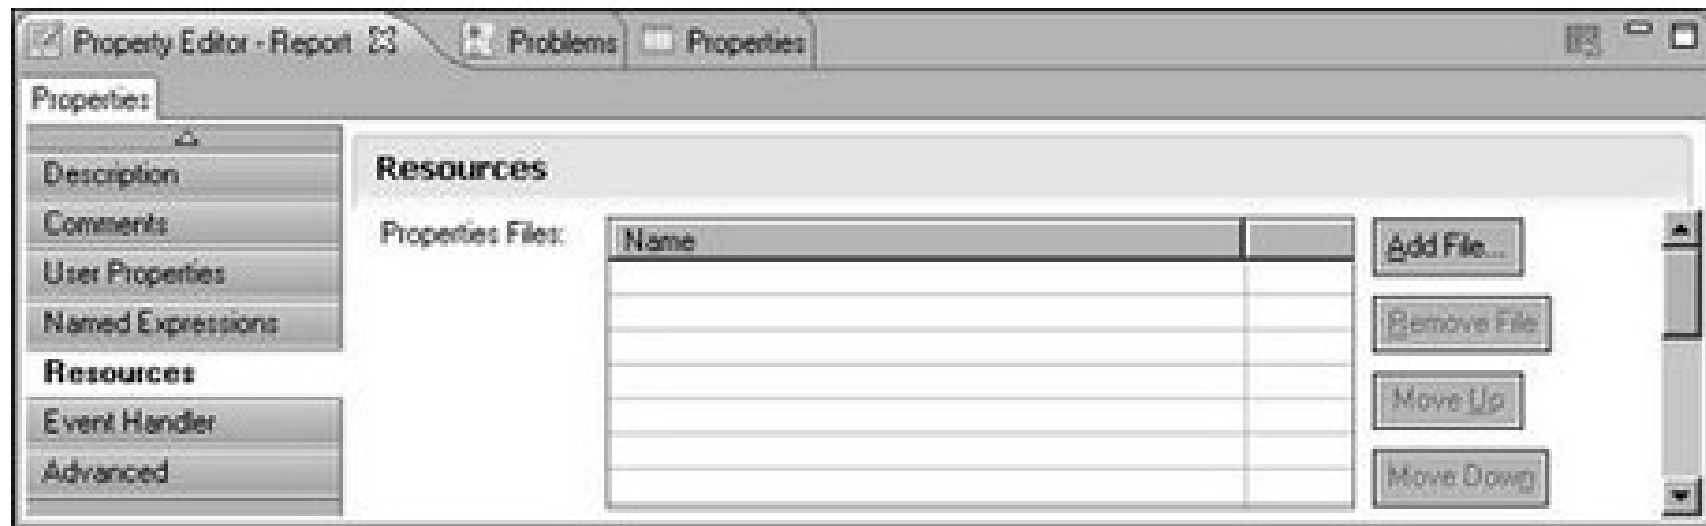 Property Editor - Report Problems Properties
Properties
Description
Comments
User Properties
Named Expressions
Resources
Event Handler
Advanced
Resources
Properties Files:
Name
Add File...
Remove File
Move Up
Move Down